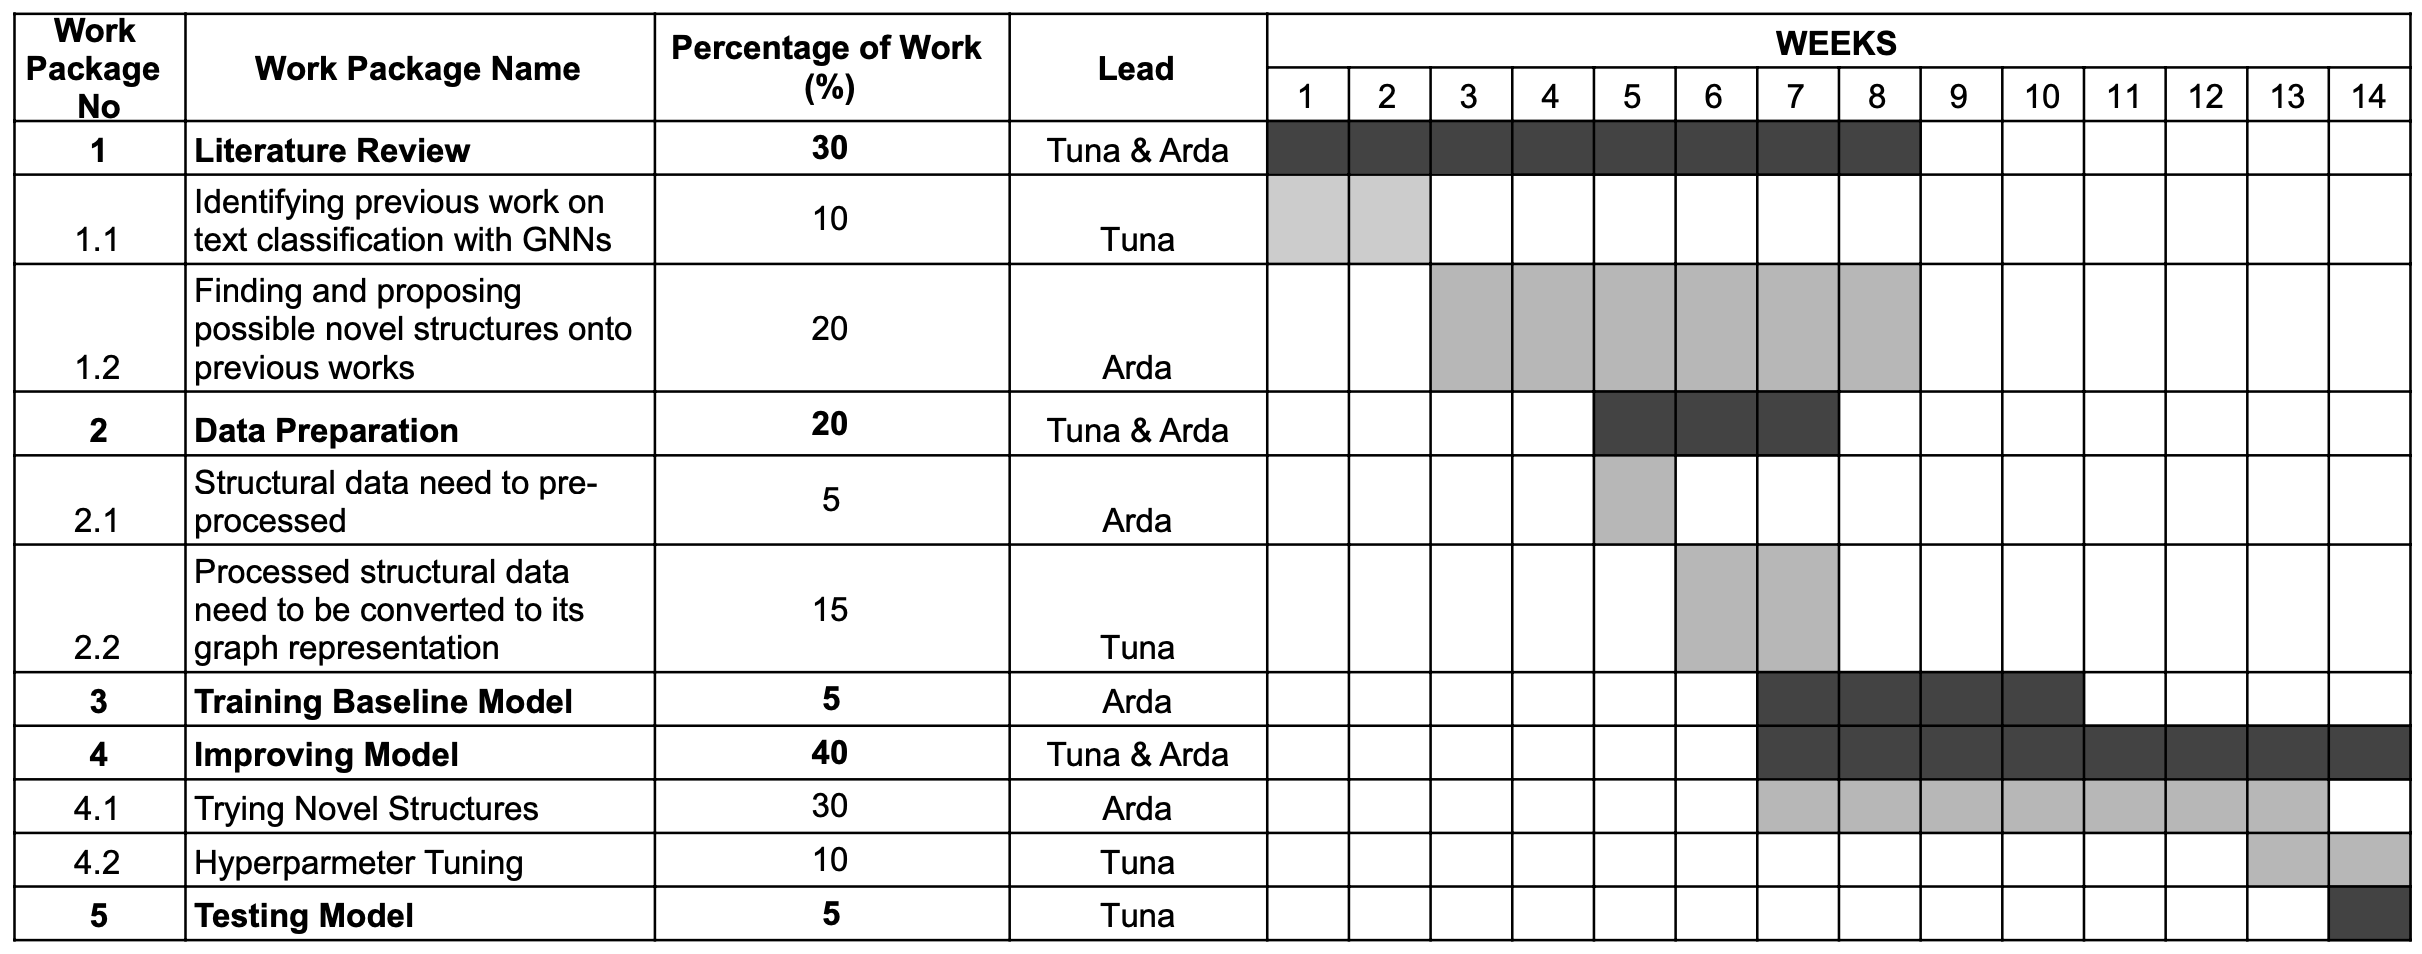 Work Package No | Work Package Name | Percentage of Work (%) | Lead | WEEKS
1 2 3 4 5 6 7 8 9 10 11 12 13 14
1 | Literature Review | 30 | Tuna & Arda
1.1 | Identifying previous work on text classification with GNNs | 10 | Tuna
1.2 | Finding and proposing possible novel structures onto previous works | 20 | Arda
2 | Data Preparation | 20 | Tuna & Arda
2.1 | Structural data need to pre-processed | 5 | Arda
2.2 | Processed structural data need to be converted to its graph representation | 15 | Tuna
3 | Training Baseline Model | 5 | Arda
4 | Improving Model | 40 | Tuna & Arda
4.1 | Trying Novel Structures | 30 | Arda
4.2 | Hyperparmeter Tuning | 10 | Tuna
5 | Testing Model | 5 | Tuna